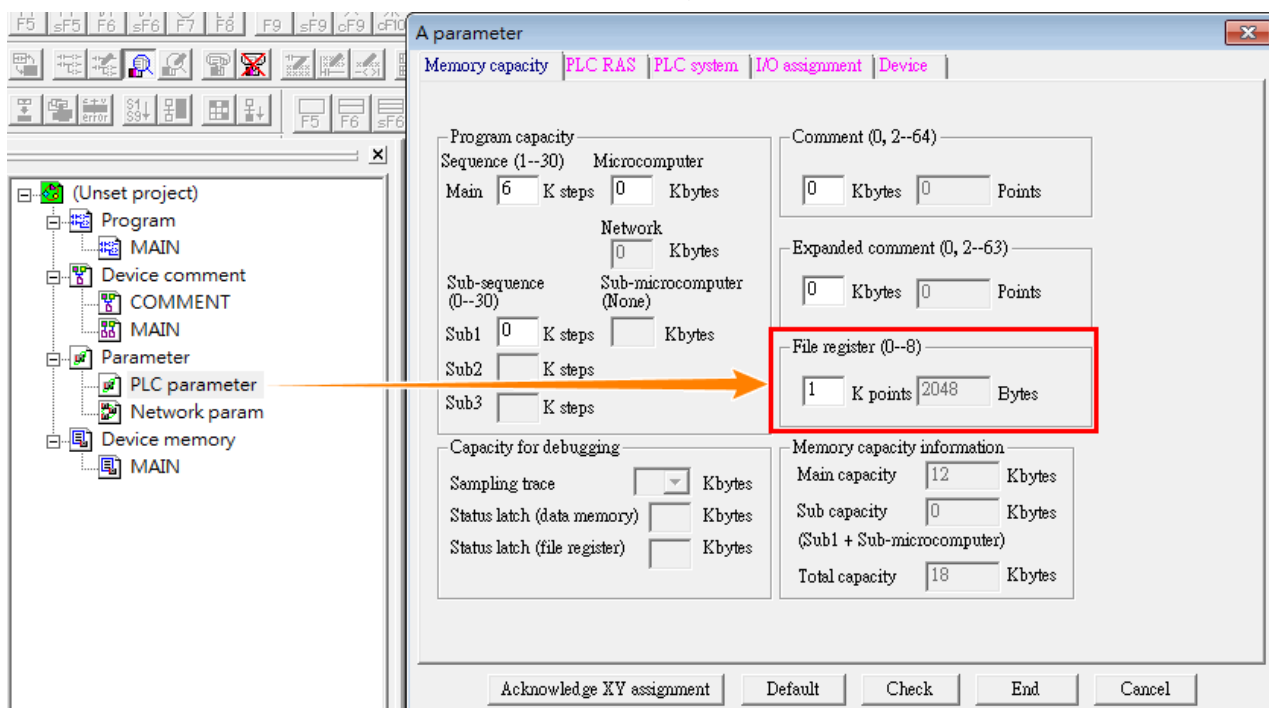 F5 sF5 F6 sF6 F7 F8 F9 sF9 cF9 cF10
error
F5 F6 sF6
(Unset project)
Program
MAIN
Device comment
COMMENT
MAIN
Parameter
PLC parameter
Network param
Device memory
MAIN
A parameter
Memory capacity PLC RAS PLC system I/O assignment Device
Program capacity
Sequence (1--30) Microcomputer
Main 6 K steps 0 Kbytes
Network
0 Kbytes
Sub-sequence Sub-microcomputer
(0--30) (None)
Sub1 0 K steps Kbytes
Sub2 K steps
Sub3 K steps
Capacity for debugging
Sampling trace Kbytes
Status latch (data memory) Kbytes
Status latch (file register) Kbytes
Comment (0, 2--64)
0 Kbytes 0 Points
Expanded comment (0, 2--63)
0 Kbytes 0 Points
File register (0--8)
1 K points 2048 Bytes
Memory capacity information
Main capacity 12 Kbytes
Sub capacity 0 Kbytes
(Sub1 + Sub-microcomputer)
Total capacity 18 Kbytes
Acknowledge XY assignment Default Check End Cancel